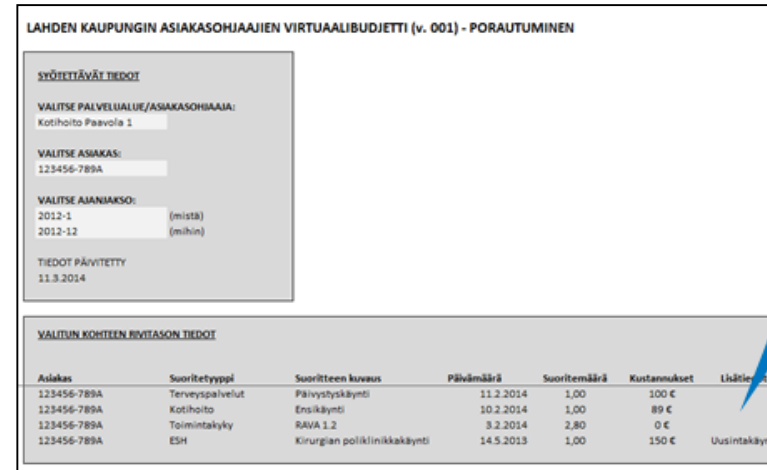 LAHDEN KAUPUNGIN ASIAKASOHJAAJIEN VIRTUAALIBUDJETTI (v. 001) - PORAUTUMINEN
SYÖTETTÄVÄT TIEDOT
VALITSE PALVELUALUE/ASIAKASOHJAAJA:
Kotihoito Paavola 1
VALITSE ASIAKAS:
123456-789A
VALITSE AJANJAKSO:
2012-1 (mistä)
2012-12 (mihin)
TIEDOT PÄIVITETTY
11.3.2014
VALITUN KOHTEEN RIVITASON TIEDOT
Asiakas Suoritetyyppi Suoritteen kuvaus Päivämäärä Suoritemäärä Kustannukset
123456-789A Terveyspalvelut Päivystyskäynti 11.2.2014 1,00 100 €
123456-789A Kotihoito Ensikäynti 10.2.2014 1,00 89 €
123456-789A Toimintakyky RAVA 1.2 3.2.2014 2,80 0 €
123456-789A ESH Kirurgian poliklinikkakäynti 14.5.2013 1,00 150 €